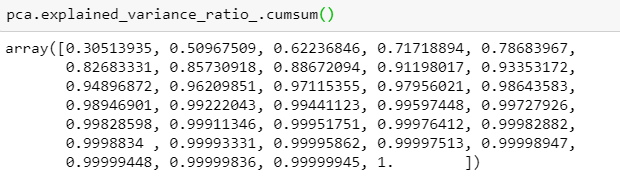 pca.explained_variance_ratio_.cumsum()
array([0.30513935, 0.50967509, 0.62236846, 0.71718894, 0.78683967,
       0.82683331, 0.85730918, 0.88672094, 0.91198017, 0.93353172,
       0.94896872, 0.96209851, 0.97115355, 0.97956021, 0.98643583,
       0.98946901, 0.99222043, 0.99441123, 0.99597448, 0.99727926,
       0.99828598, 0.99911346, 0.99951751, 0.99976412, 0.99982882,
       0.9998834 , 0.99993331, 0.99995862, 0.99997513, 0.99998947,
       0.99999448, 0.99999836, 0.99999945, 1.        ])